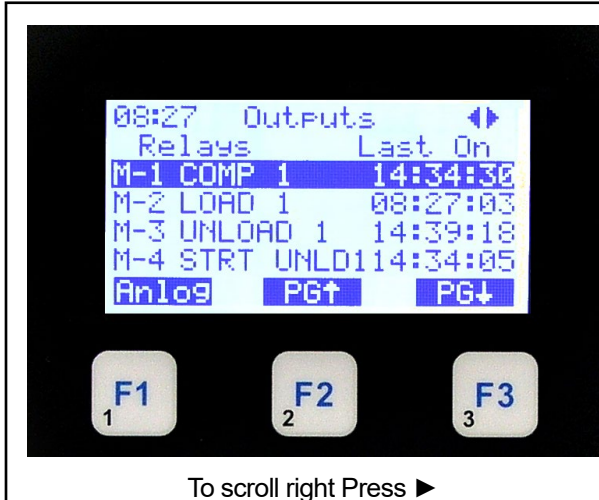 08:27 Outputs ◀▶
Relays Last On
M-1 COMP 1 14:34:30
M-2 LOAD 1 08:27:03
M-3 UNLOAD 1 14:39:18
M-4 STRT UNLD114:34:05
Anlog PG↑ PG↓
F1 F2 F3
1 2 3
To scroll right Press ►